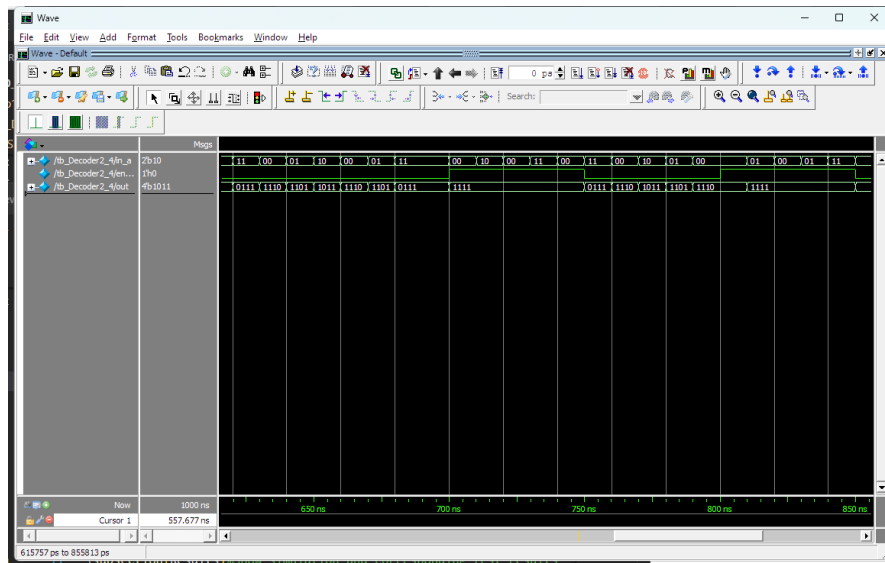 Wave
File Edit View Add Format Tools Bookmarks Window Help
Wave - Default
0 ps
Search:
Msgs
/tb_Decoder2_4/in_a 2'b10 11 00 01 10 00 01 11 00 10 00 11 00 11 00 10 01 00 01 00 01 11
/tb_Decoder2_4/en... 1'h0
/tb_Decoder2_4/out 4'b1011 0111 1110 1101 1011 1110 1101 0111 1111 0111 1110 1011 1101 1110 1111
Now 1000 ns 650 ns 700 ns 750 ns 800 ns 850 ns
Cursor 1 557.677 ns
615757 ps to 855813 ps